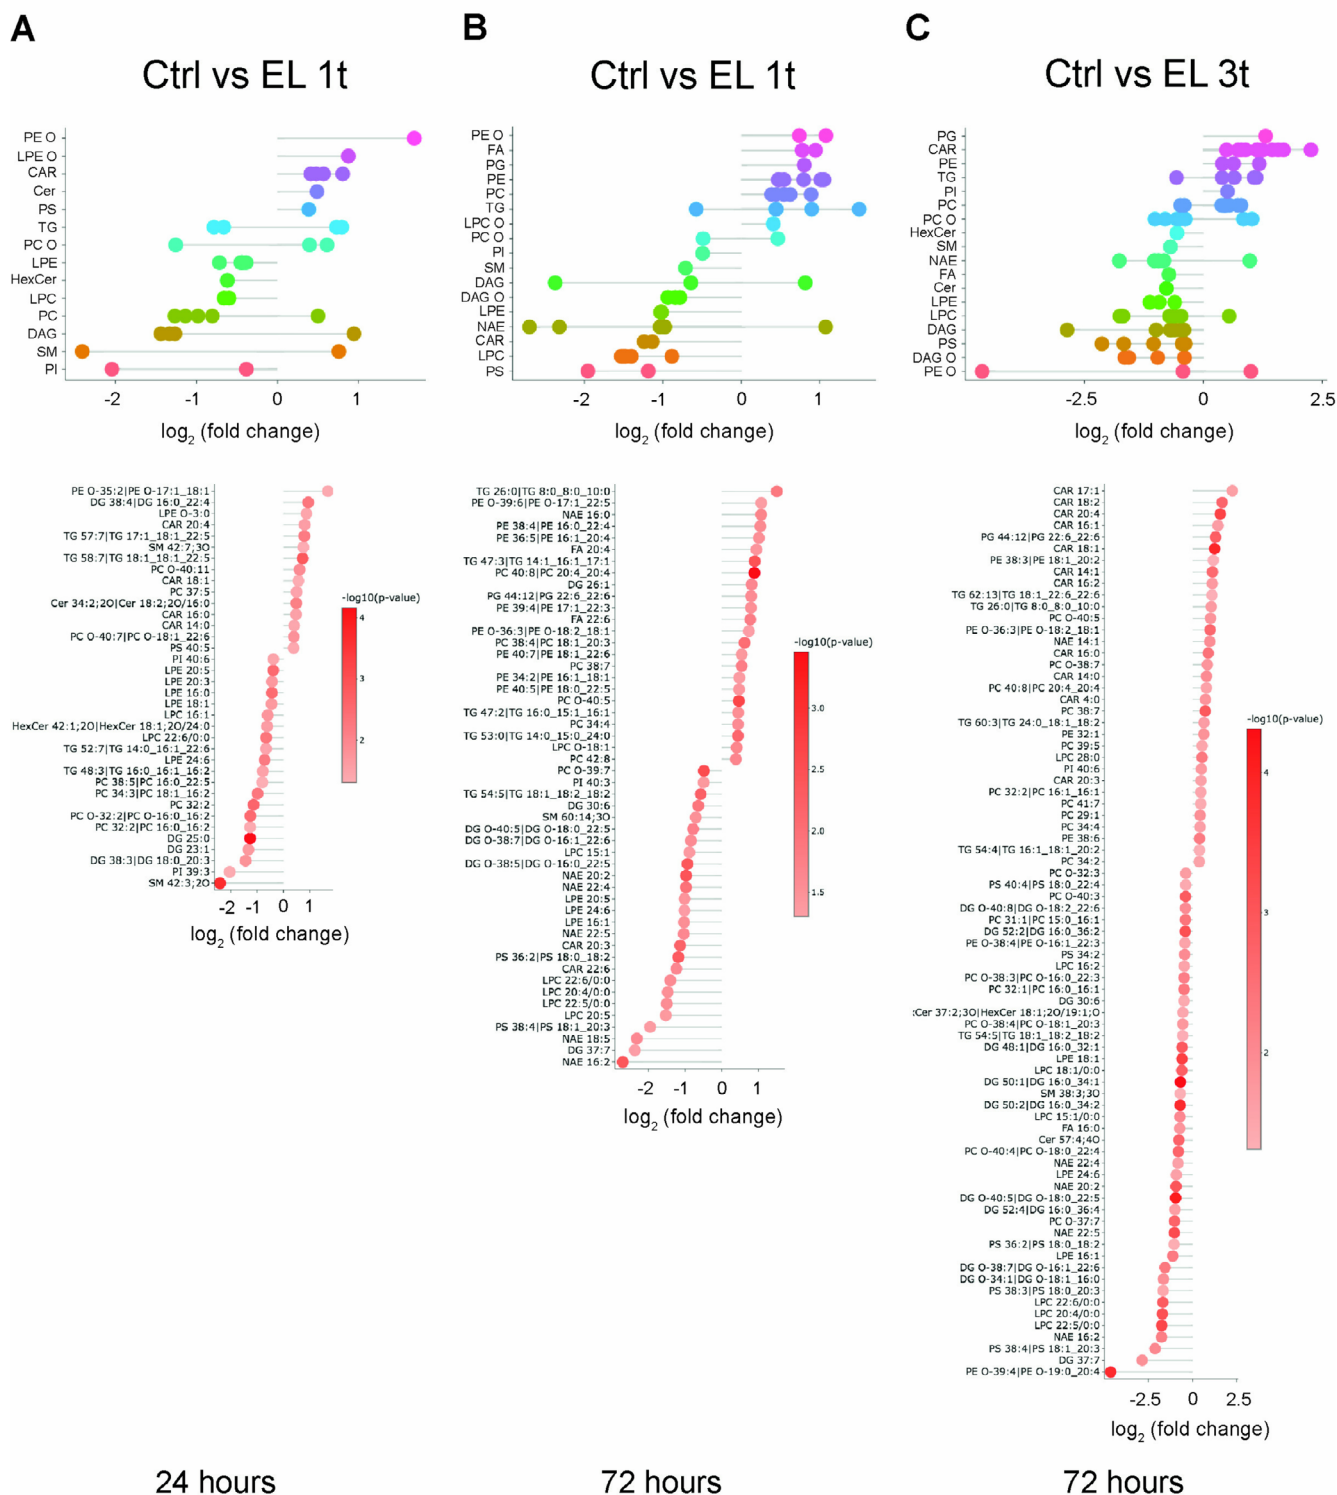 A
Ctrl vs EL 1t
PE O
LPE O
CAR
Cer
PS
TG
PC O
LPE
HexCer
LPC
PC
DAG
SM
PI
-2
-1
0
1
log2 (fold change)
PE O-35:2|PE O-17:1_18:1
DG 38:4|DG 16:0_22:4
LPE O-3:0
CAR 20:4
TG 57:7|TG 17:1_18:1_22:5
SM 42:7;3O
TG 58:7|TG 18:1_18:1_22:5
PC O-40:11
CAR 18:1
PC 37:5
Cer 34:2;2O|Cer 18:2;2O/16:0
CAR 16:0
CAR 14:0
PC O-40:7|PC O-18:1_22:6
PS 40:5
PI 40:6
LPE 20:5
LPE 20:3
LPE 16:0
LPE 18:1
LPC 16:1
HexCer 42:1;2O|HexCer 18:1;2O/24:0
LPC 22:6/0:0
TG 52:7|TG 14:0_16:1_22:6
LPE 24:6
TG 48:3|TG 16:0_16:1_16:2
PC 38:5|PC 16:0_22:5
PC 34:3|PC 18:1_16:2
PC 32:2
PC O-32:2|PC O-16:0_16:2
PC 32:2|PC 16:0_16:2
DG 25:0
DG 23:1
DG 38:3|DG 18:0_20:3
PI 39:3
SM 42:3;2O
-2
-1
0
1
log2 (fold change)
-log10(p-value)
4
3
2
24 hours
B
Ctrl vs EL 1t
PE O
FA
PG
PE
PC
TG
LPC O
PC O
PI
SM
DAG
DAG O
LPE
NAE
CAR
LPC
PS
-2
-1
0
1
log2 (fold change)
TG 26:0|TG 8:0_8:0_10:0
PE O-39:6|PE O-17:1_22:5
NAE 16:0
PE 38:4|PE 16:0_22:4
PE 36:5|PE 16:1_20:4
FA 20:4
TG 47:3|TG 14:1_16:1_17:1
PC 40:8|PC 20:4_20:4
DG 26:1
PG 44:12|PG 22:6_22:6
PE 39:4|PE 17:1_22:3
FA 22:6
PE O-36:3|PE O-18:2_18:1
PC 38:4|PC 18:1_20:3
PE 40:7|PE 18:1_22:6
PC 38:7
PE 34:2|PE 16:1_18:1
PE 40:5|PE 18:0_22:5
PC O-40:5
TG 47:2|TG 16:0_15:1_16:1
PC 34:4
TG 53:0|TG 14:0_15:0_24:0
LPC O-18:1
PC 42:8
PC O-39:7
PI 40:3
TG 54:5|TG 18:1_18:2_18:2
DG 30:6
SM 60:14;3O
DG O-40:5|DG O-18:0_22:5
DG O-38:7|DG O-16:1_22:6
LPC 15:1
DG O-38:5|DG O-16:0_22:5
NAE 20:2
NAE 22:4
LPE 20:5
LPE 24:6
LPE 16:1
NAE 22:5
CAR 20:3
PS 36:2|PS 18:0_18:2
CAR 22:6
LPC 22:6/0:0
LPC 20:4/0:0
LPC 22:5/0:0
LPC 20:5
PS 38:4|PS 18:1_20:3
NAE 18:5
DG 37:7
NAE 16:2
-2
-1
0
1
log2 (fold change)
-log10(p-value)
3.0
2.5
2.0
1.5
72 hours
C
Ctrl vs EL 3t
PG
CAR
PE
TG
PI
PC
PC O
HexCer
SM
NAE
FA
Cer
LPE
LPC
DAG
PS
DAG O
PE O
-2.5
0
2.5
log2 (fold change)
CAR 17:1
CAR 18:2
CAR 20:4
CAR 16:1
PG 44:12|PG 22:6_22:6
CAR 18:1
PE 38:3|PE 18:1_20:2
CAR 14:1
CAR 16:2
TG 62:13|TG 18:1_22:6_22:6
TG 26:0|TG 8:0_8:0_10:0
PC O-40:5
PE O-36:3|PE O-18:2_18:1
NAE 14:1
CAR 16:0
PC O-38:7
CAR 14:0
PC 40:8|PC 20:4_20:4
CAR 4:0
PC 38:7
TG 60:3|TG 24:0_18:1_18:2
PE 32:1
PC 39:5
LPC 28:0
PI 40:6
CAR 20:3
PC 32:2|PC 16:1_16:1
PC 41:7
PC 29:1
PC 34:4
PE 38:6
TG 54:4|TG 16:1_18:1_20:2
PC 34:2
PC O-32:3
PS 40:4|PS 18:0_22:4
PC O-40:3
DG O-40:8|DG O-18:2_22:6
PC 31:1|PC 15:0_16:1
DG 52:2|DG 16:0_36:2
PE O-38:4|PE O-16:1_22:3
PS 34:2
LPC 16:2
PC O-38:3|PC O-16:0_22:3
PC 32:1|PC 16:0_16:1
DG 30:6
:Cer 37:2;3O|HexCer 18:1;2O/19:1;O
PC O-38:4|PC O-18:1_20:3
TG 54:5|TG 18:1_18:2_18:2
DG 48:1|DG 16:0_32:1
LPE 18:1
LPC 18:1/0:0
DG 50:1|DG 16:0_34:1
SM 38:3;3O
DG 50:2|DG 16:0_34:2
LPC 15:1/0:0
FA 16:0
Cer 57:4;4O
PC O-40:4|PC O-18:0_22:4
NAE 22:4
LPE 24:6
NAE 20:2
DG O-40:5|DG O-18:0_22:5
DG 52:4|DG 16:0_36:4
PC O-37:7
NAE 22:5
PS 36:2|PS 18:0_18:2
LPE 16:1
DG O-38:7|DG O-16:1_22:6
DG O-34:1|DG O-18:1_16:0
PS 38:3|PS 18:0_20:3
LPC 22:6/0:0
LPC 20:4/0:0
LPC 22:5/0:0
NAE 16:2
PS 38:4|PS 18:1_20:3
DG 37:7
PE O-39:4|PE O-19:0_20:4
-2.5
0
2.5
log2 (fold change)
-log10(p-value)
4
3
2
72 hours